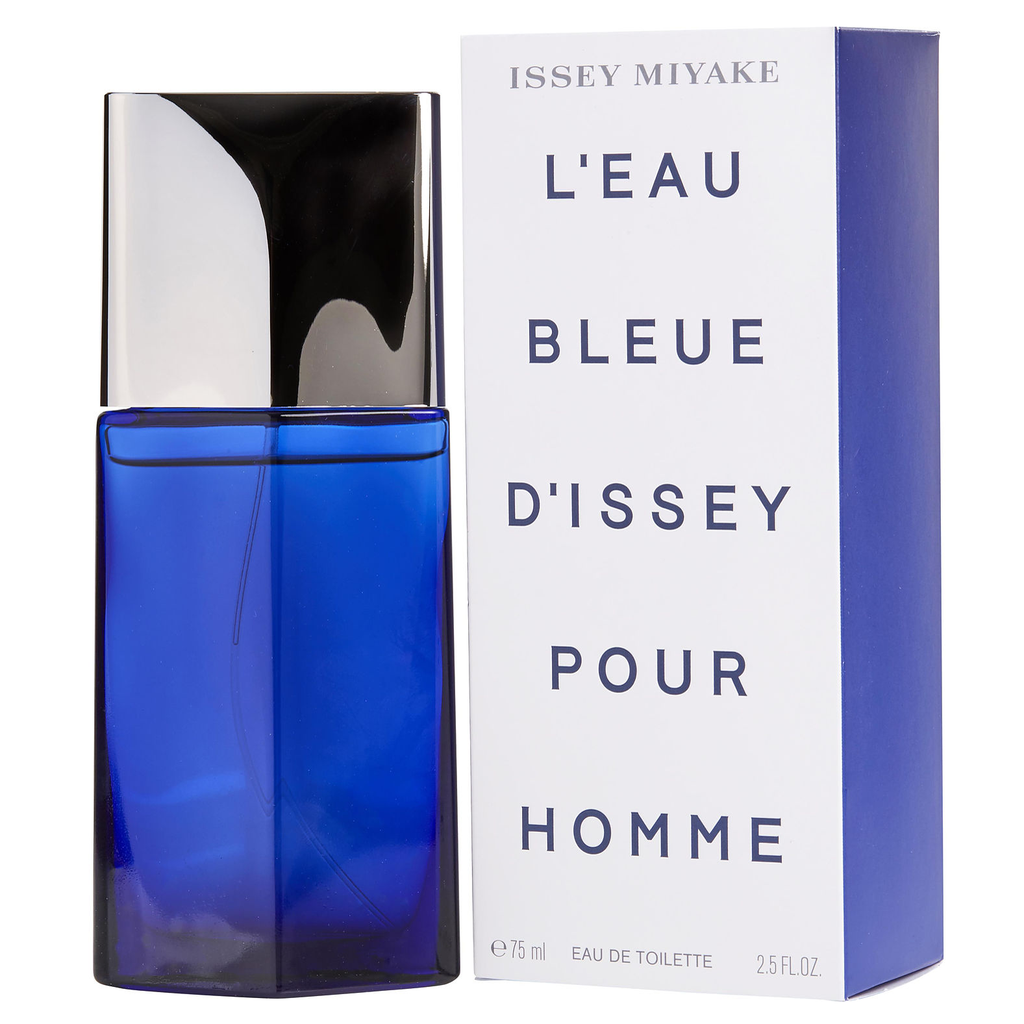 ISSEY MIYAKE
L'EAU
BLEUE
D'ISSEY
POUR
HOMME
℮75 ml EAU DE TOILETTE 2.5 FL.OZ.